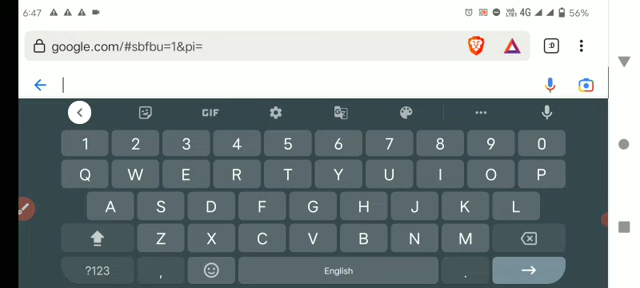 6:47 4G 56%
google.com/#sbfbu=1&pi= :D
GIF
1 2 3 4 5 6 7 8 9 0
Q W E R T Y U I O P
A S D F G H J K L
Z X C V B N M
?123 , English .